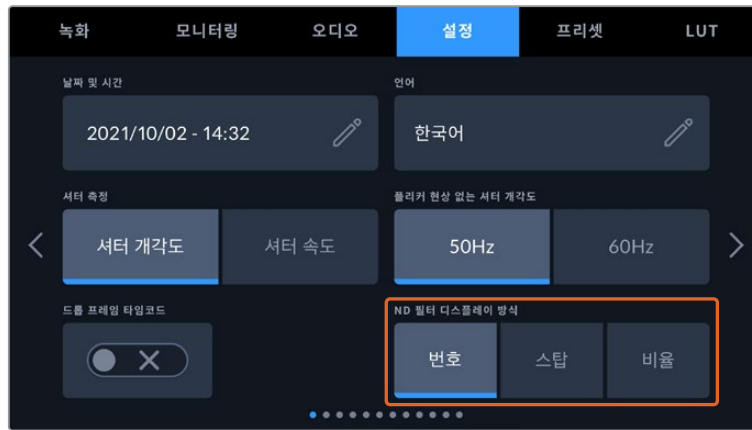 녹화 모니터링 오디오 설정 프리셋 LUT
날짜 및 시간 언어
2021/10/02 - 14:32 한국어
셔터 측정 플리커 현상 없는 셔터 개각도
셔터 개각도 셔터 속도 50Hz 60Hz
드롭 프레임 타임코드 ND 필터 디스플레이 방식
번호 스탑 비율